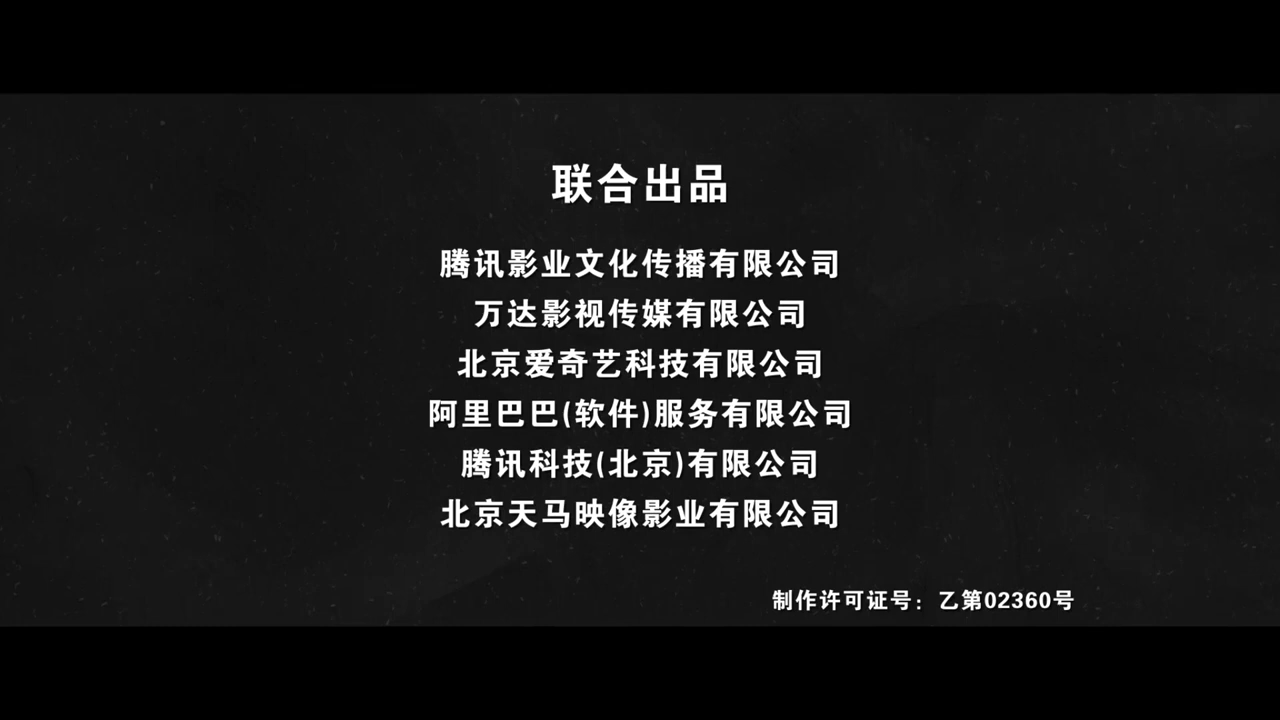 联合出品
腾讯影业文化传播有限公司
万达影视传媒有限公司
北京爱奇艺科技有限公司
阿里巴巴(软件)服务有限公司
腾讯科技(北京)有限公司
北京天马映像影业有限公司
制作许可证号：乙第02360号